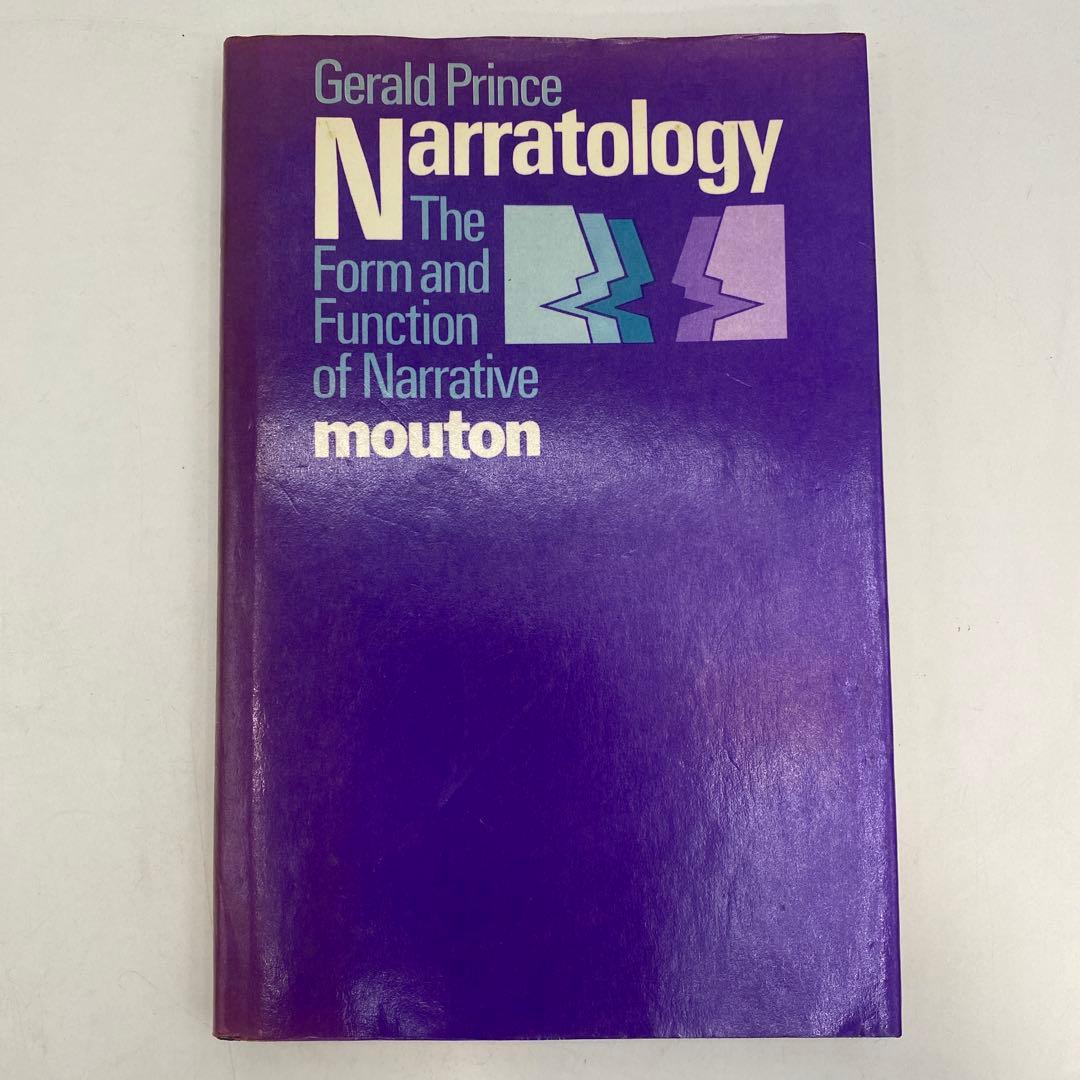 Gerald Prince
Narratology
The
Form and
Function
of Narrative
mouton